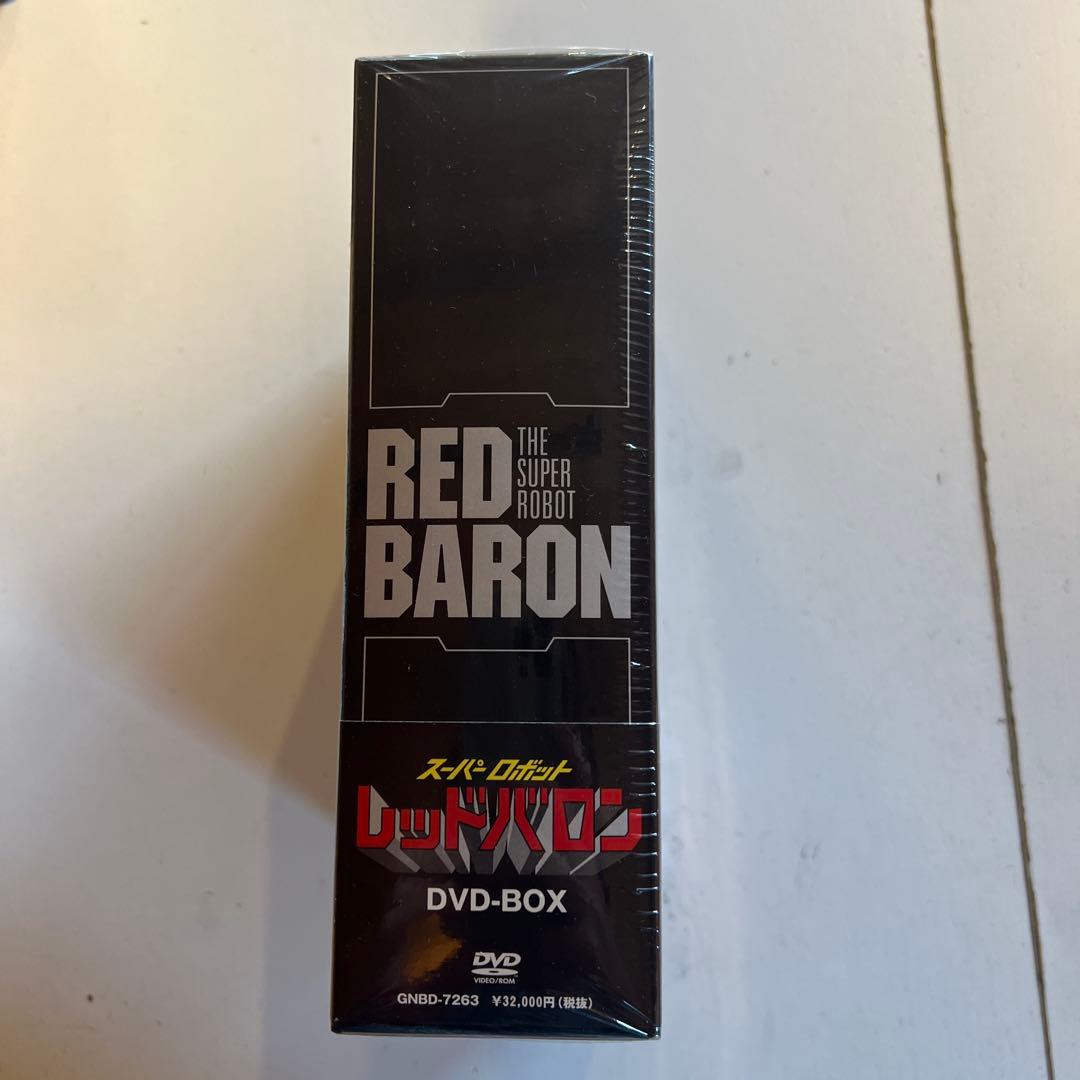 RED
THE
SUPER
ROBOT
BARON
スーパーロボット
レッドバロン
DVD-BOX
DVD
VIDEO/ROM
GNBD-7263 ¥32,000円(税抜)